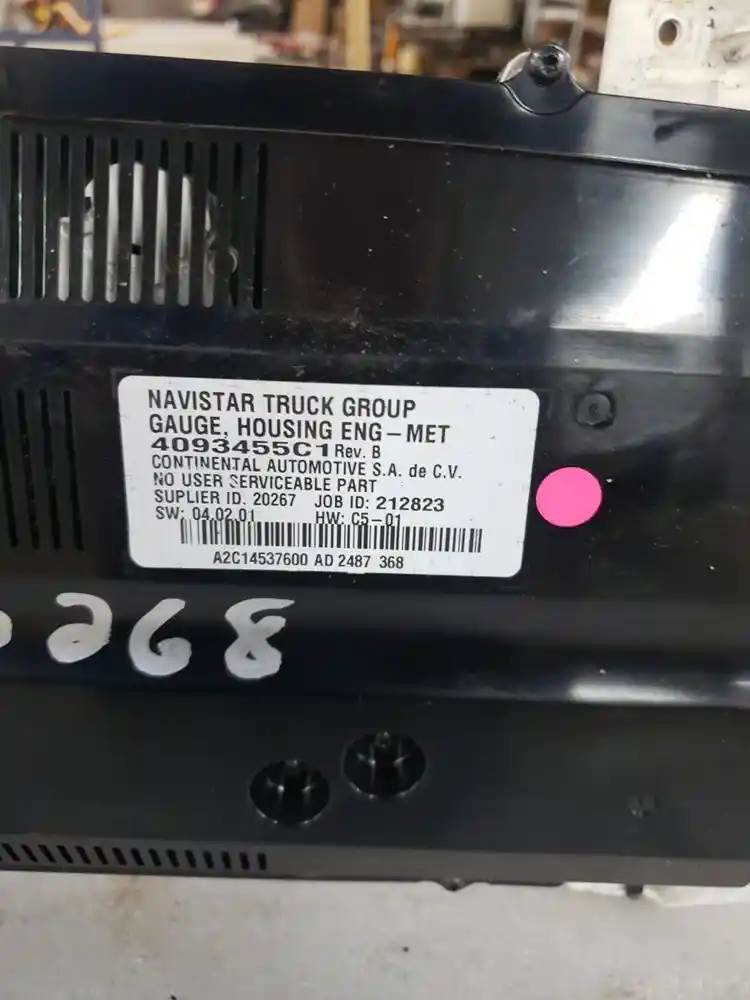 NAVISTAR TRUCK GROUP
GAUGE, HOUSING ENG-MET
4093455C1 Rev. B
CONTINENTAL AUTOMOTIVE S.A. de C.V.
NO USER SERVICEABLE PART
SUPLIER ID. 20267 JOB ID: 212823
SW: 04.02.01 HW: C5-01
A2C14537600 AD 2487 368
268